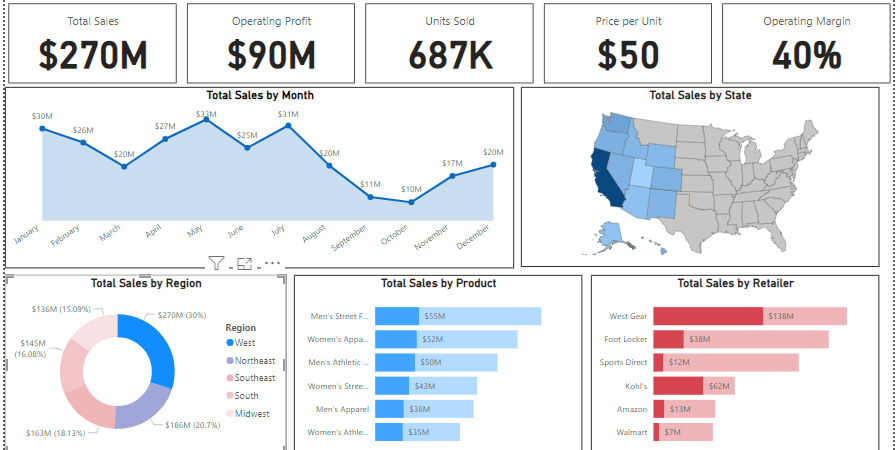 Total Sales
$270M
Operating Profit
$90M
Units Sold
687K
Price per Unit
$50
Operating Margin
40%
Total Sales by Month
$30M
$26M
$20M
$27M
$33M
$25M
$31M
$20M
$11M
$10M
$17M
$20M
January
February
March
April
May
June
July
August
September
October
November
December
Total Sales by State
Total Sales by Region
$136M (15.09%)
$270M (30%)
$145M
(16.08%)
$163M (18.13%)
$186M (20.7%)
Region
West
Northeast
Southeast
South
Midwest
Total Sales by Product
Men's Street F... $55M
Women's Appa... $52M
Men's Athletic ... $50M
Women's Stree... $43M
Men's Apparel $36M
Women's Athle... $35M
Total Sales by Retailer
West Gear $138M
Foot Locker $38M
Sports Direct $12M
Kohl's $62M
Amazon $13M
Walmart $7M